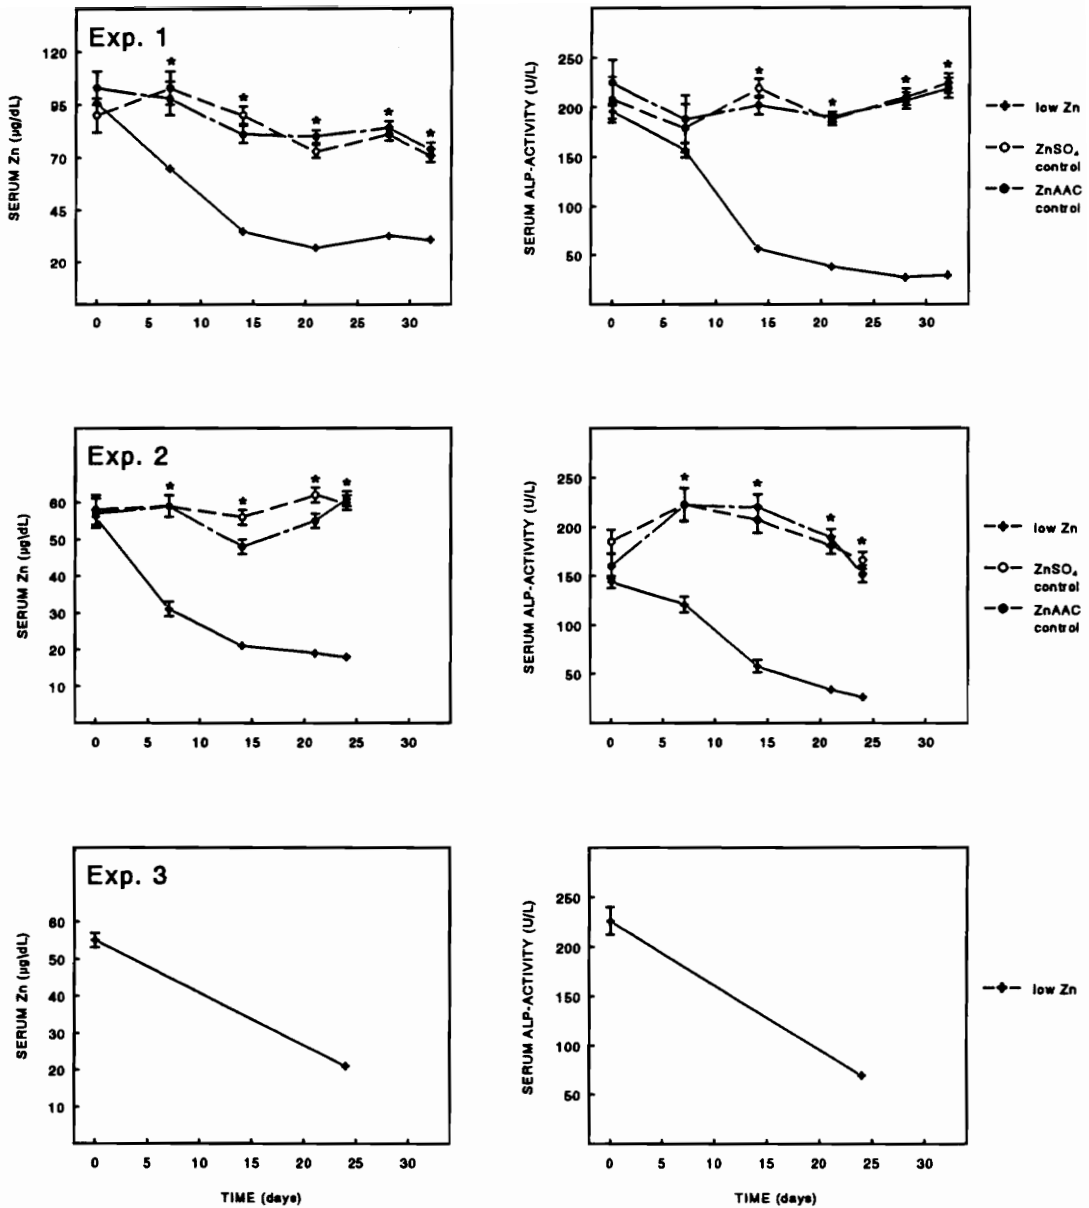 Exp. 1
SERUM Zn (µg/dL)
120
95
70
45
20
* * * * *
0 5 10 15 20 25 30
SERUM ALP-ACTIVITY (U/L)
250
200
150
100
50
* * * *
0 5 10 15 20 25 30
low Zn
ZnSO₄
control
ZnAAC
control
Exp. 2
SERUM Zn (µg\dL)
60
50
40
30
20
10
* * * *
0 5 10 15 20 25 30
SERUM ALP-ACTIVITY (U/L)
250
200
150
100
50
* * * *
0 5 10 15 20 25 30
low Zn
ZnSO₄
control
ZnAAC
control
Exp. 3
SERUM Zn (µg\dL)
60
50
40
30
20
10
0 5 10 15 20 25 30
TIME (days)
SERUM ALP-ACTIVITY (U/L)
250
200
150
100
50
0 5 10 15 20 25 30
TIME (days)
low Zn